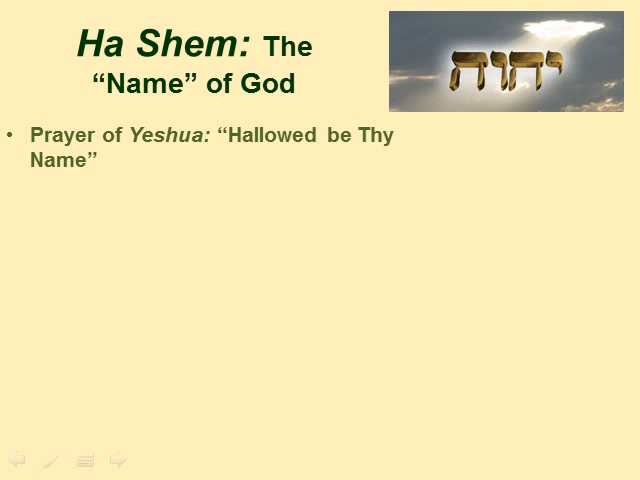 Ha Shem: The
“Name” of God
יהוה
• Prayer of Yeshua: “Hallowed be Thy
Name”